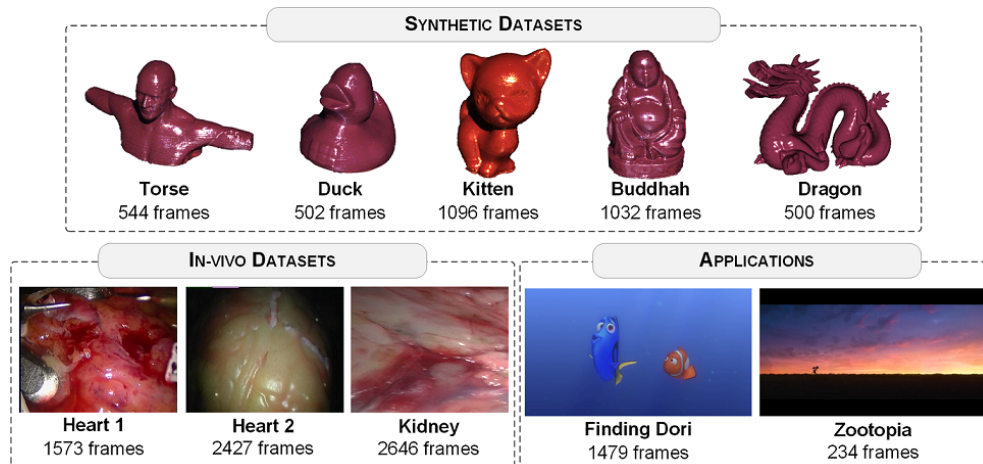 SYNTHETIC DATASETS
Torse
544 frames
Duck
502 frames
Kitten
1096 frames
Buddhah
1032 frames
Dragon
500 frames
IN-VIVO DATASETS
Heart 1
1573 frames
Heart 2
2427 frames
Kidney
2646 frames
APPLICATIONS
Finding Dori
1479 frames
Zootopia
234 frames